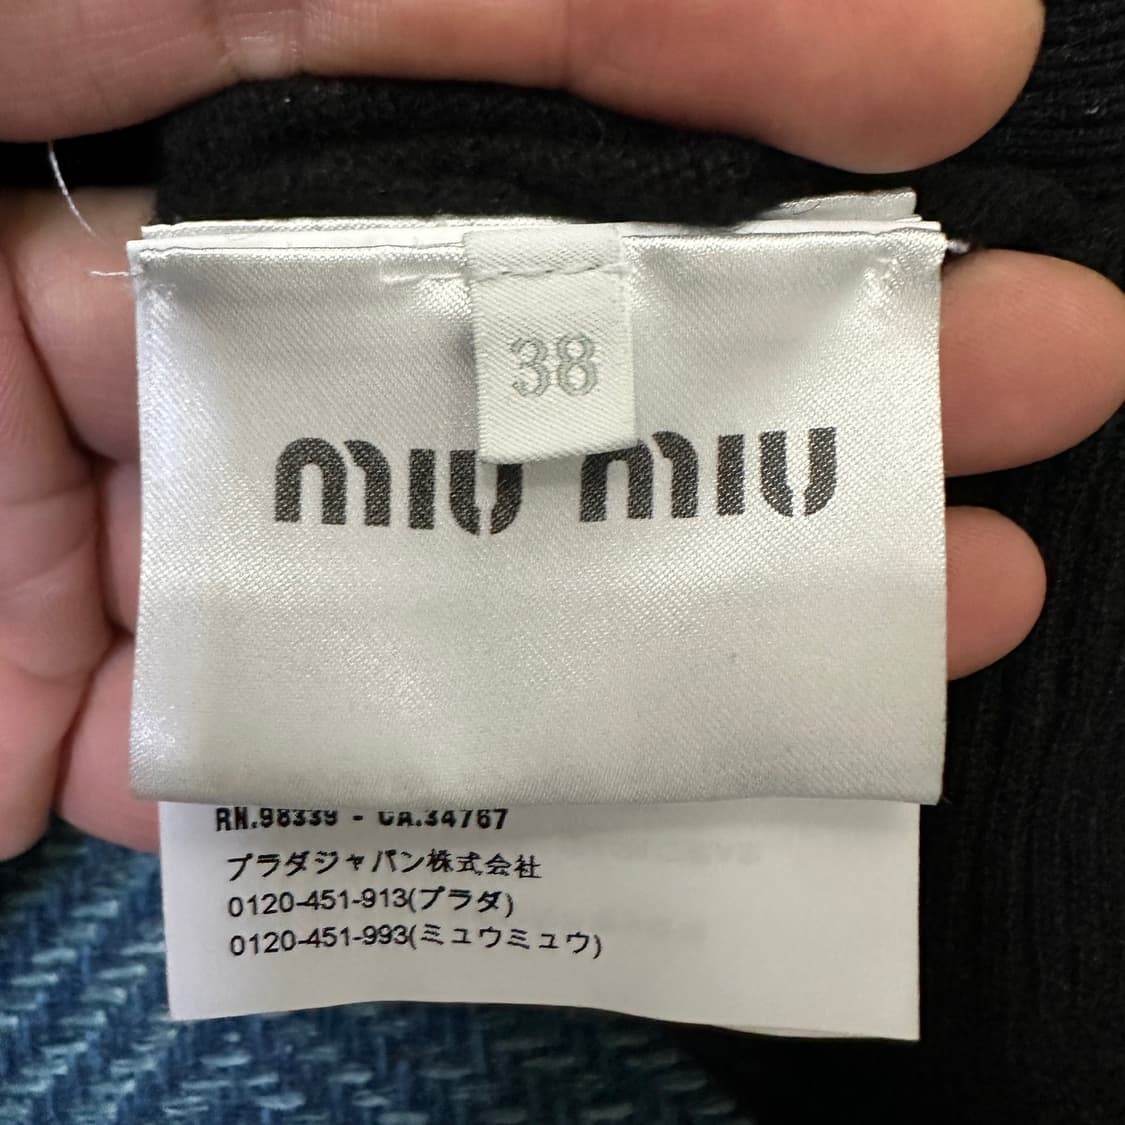 38
miu miu
RN.98339 - CA.34767
プラダジャパン株式会社
0120-451-913(プラダ)
0120-451-993(ミュウミュウ)